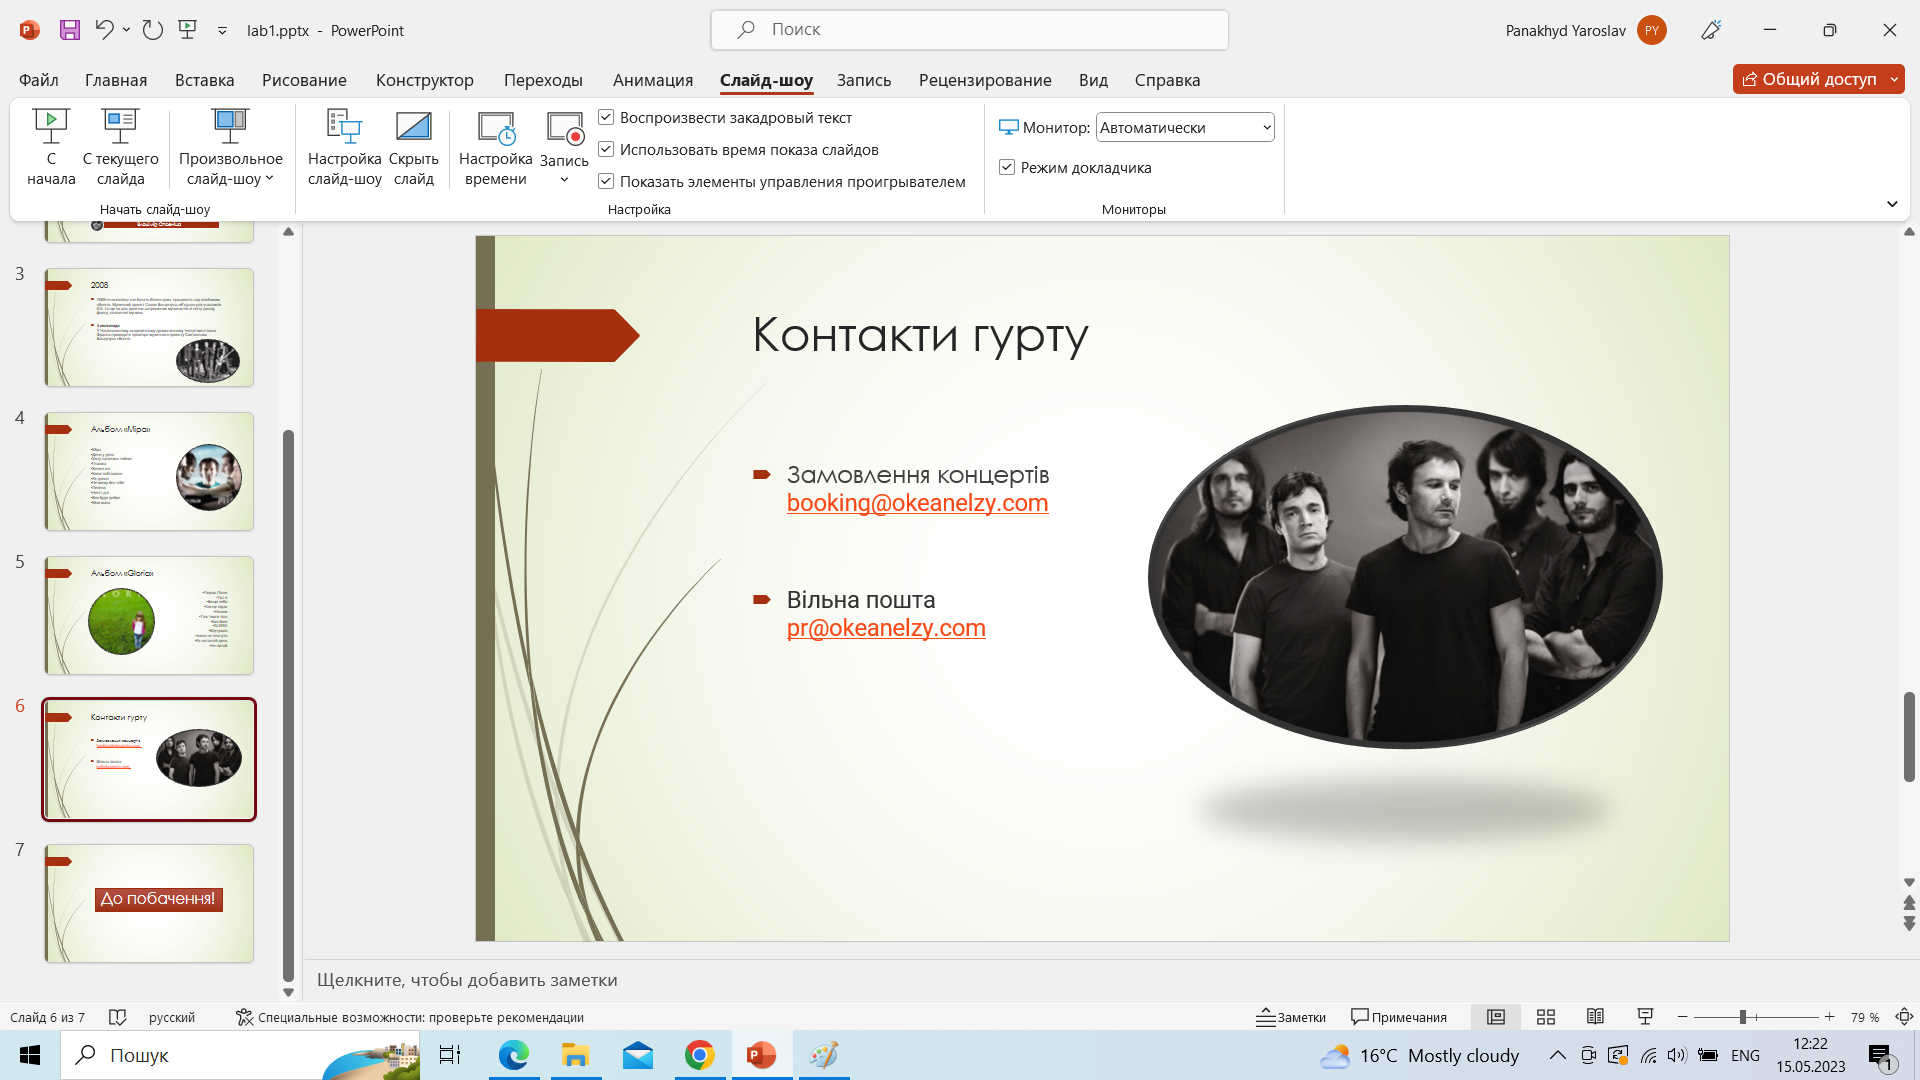 lab1.pptx - PowerPoint
Поиск
Panakhyd Yaroslav
PY
Файл
Главная
Вставка
Рисование
Конструктор
Переходы
Анимация
Слайд-шоу
Запись
Рецензирование
Вид
Справка
Общий доступ
С начала
С текущего слайда
Произвольное слайд-шоу
Начать слайд-шоу
Настройка слайд-шоу
Скрыть слайд
Настройка времени
Запись
Воспроизвести закадровый текст
Использовать время показа слайдов
Показать элементы управления проигрывателем
Настройка
Монитор:
Автоматически
Режим докладчика
Мониторы
3
2008
4
Альбом «Міра»
5
Альбом «Gloria»
6
Контакти гурту
7
До побачення!
Контакти гурту
Замовлення концертів
booking@okeanelzy.com
Вільна пошта
pr@okeanelzy.com
Щелкните, чтобы добавить заметки
Слайд 6 из 7
русский
Специальные возможности: проверьте рекомендации
Заметки
Примечания
79 %
Пошук
16°C Mostly cloudy
ENG
12:22
15.05.2023
1